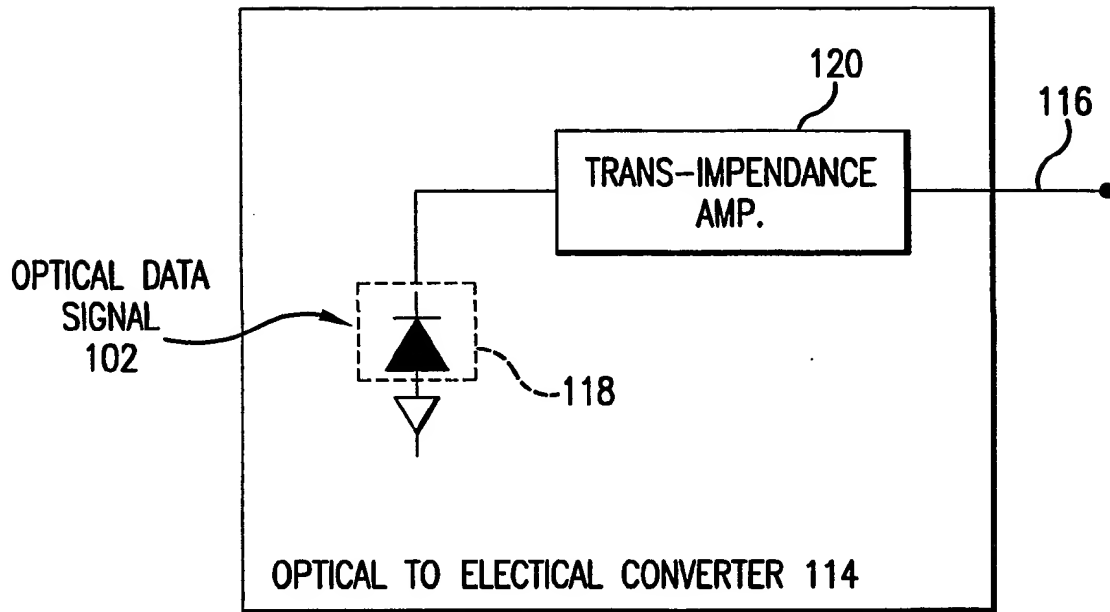 120
116
TRANS-IMPENDANCE
AMP.
OPTICAL DATA
SIGNAL
102
118
OPTICAL TO ELECTICAL CONVERTER 114